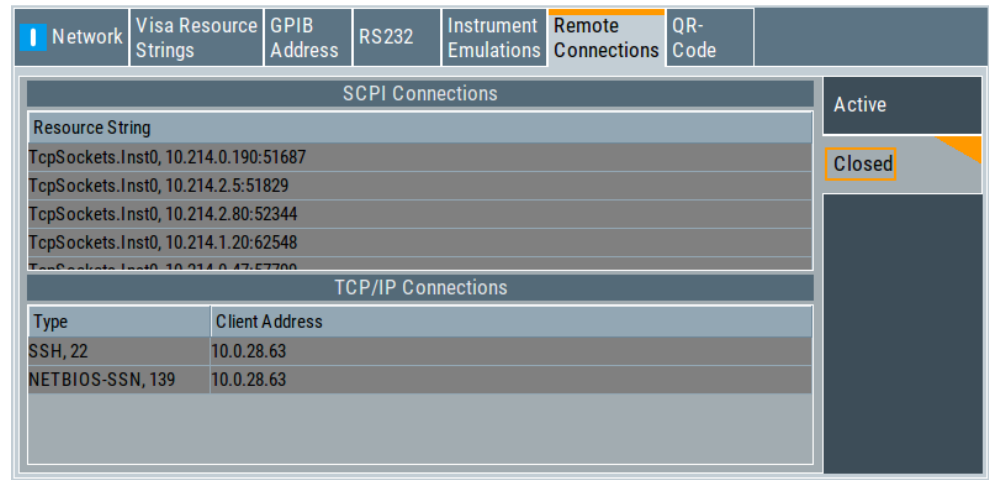 Network
Visa Resource
Strings
GPIB
Address
RS232
Instrument
Emulations
Remote
Connections
QR-
Code
SCPI Connections
Resource String
TcpSockets.Inst0, 10.214.0.190:51687
TcpSockets.Inst0, 10.214.2.5:51829
TcpSockets.Inst0, 10.214.2.80:52344
TcpSockets.Inst0, 10.214.1.20:62548
TCP/IP Connections
Type Client Address
SSH, 22 10.0.28.63
NETBIOS-SSN, 139 10.0.28.63
Active
Closed